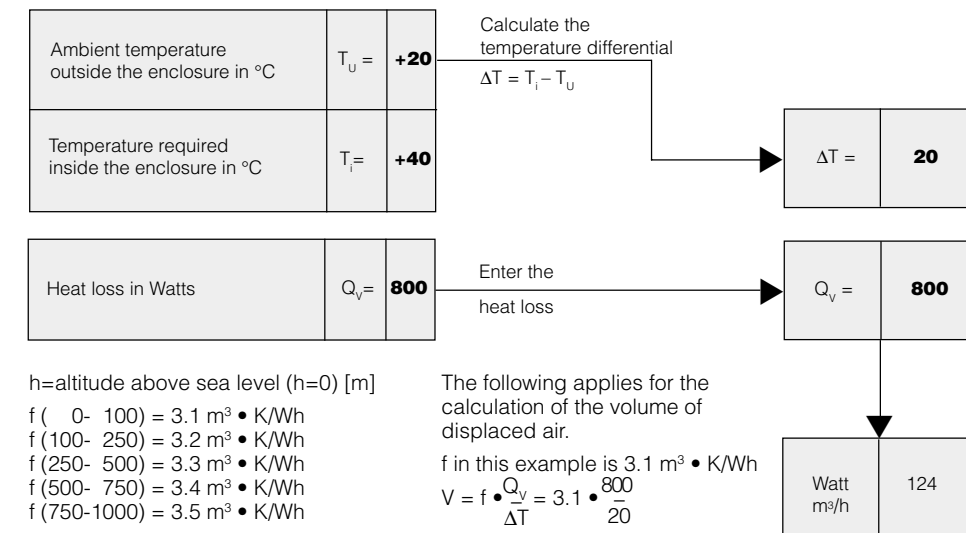 Ambient temperature
outside the enclosure in °C
T_U =
+20
Calculate the
temperature differential
ΔT = T_i – T_U
Temperature required
inside the enclosure in °C
T_i=
+40
ΔT =
20
Heat loss in Watts
Q_V=
800
Enter the
heat loss
Q_V =
800
h=altitude above sea level (h=0) [m]
f ( 0- 100) = 3.1 m³ • K/Wh
f (100- 250) = 3.2 m³ • K/Wh
f (250- 500) = 3.3 m³ • K/Wh
f (500- 750) = 3.4 m³ • K/Wh
f (750-1000) = 3.5 m³ • K/Wh
The following applies for the
calculation of the volume of
displaced air.
f in this example is 3.1 m³ • K/Wh
V = f • Q_V/ΔT = 3.1 • 800/20
Watt
m³/h
124